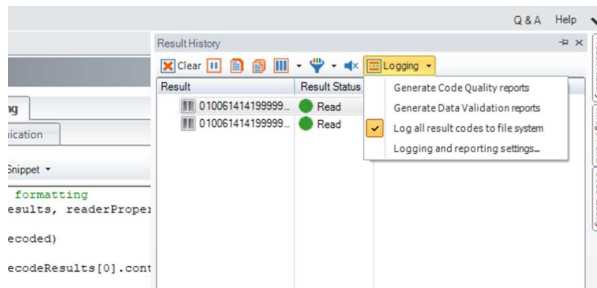 Q & A Help
Result History
Clear
Logging
Result
Result Status
010061414199999...
Read
010061414199999...
Read
Generate Code Quality reports
Generate Data Validation reports
Log all result codes to file system
Logging and reporting settings...
Snippet
formatting
esults, readerProper
ecoded)
ecodeResults[0].cont